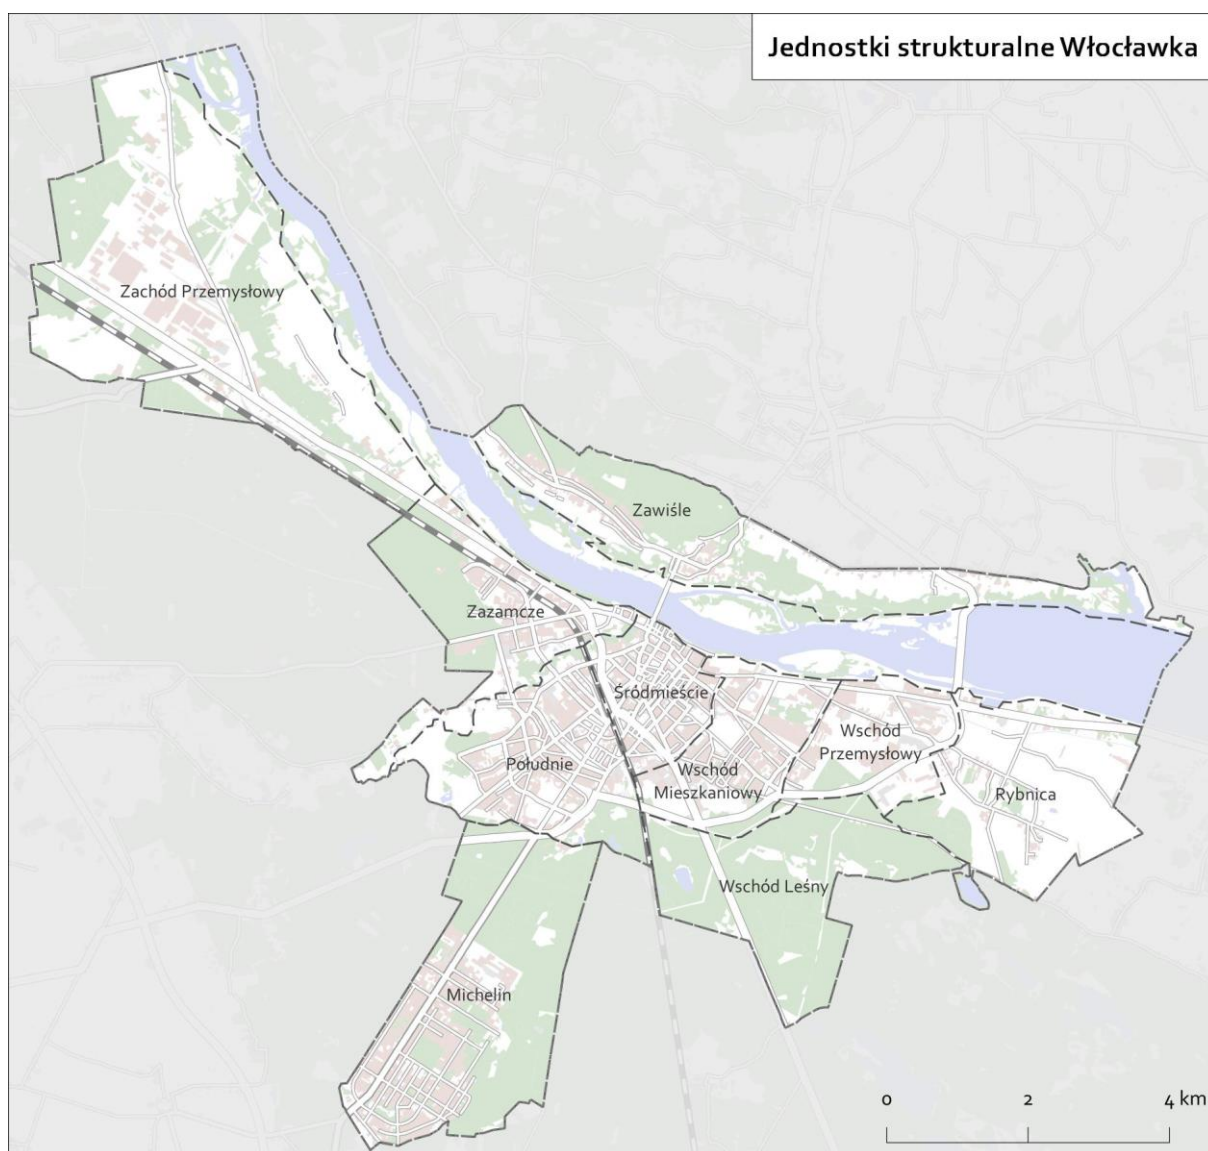 Jednostki strukturalne Włocławka
Zachód Przemysłowy
Zawiśle
Zazamcze
Śródmieście
Wschód
Przemysłowy
Południe
Wschód
Mieszkaniowy
Rybnica
Wschód Leśny
Michelin
0 2 4 km